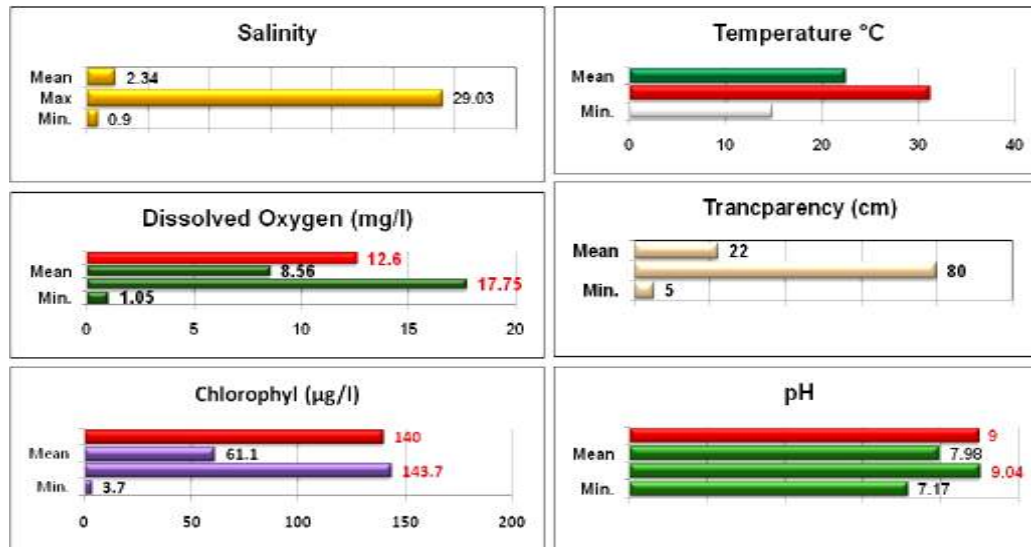 Salinity
Mean 2.34
Max 29.03
Min. 0.9
Temperature °C
Mean
Min.
0 10 20 30 40
Dissolved Oxygen (mg/l)
12.6
Mean 8.56
17.75
Min. 1.05
0 5 10 15 20
Trancparency (cm)
Mean 22
80
Min. 5
Chlorophyl (µg/l)
140
Mean 61.1
143.7
Min. 3.7
0 50 100 150 200
pH
9
Mean 7.98
9.04
Min. 7.17